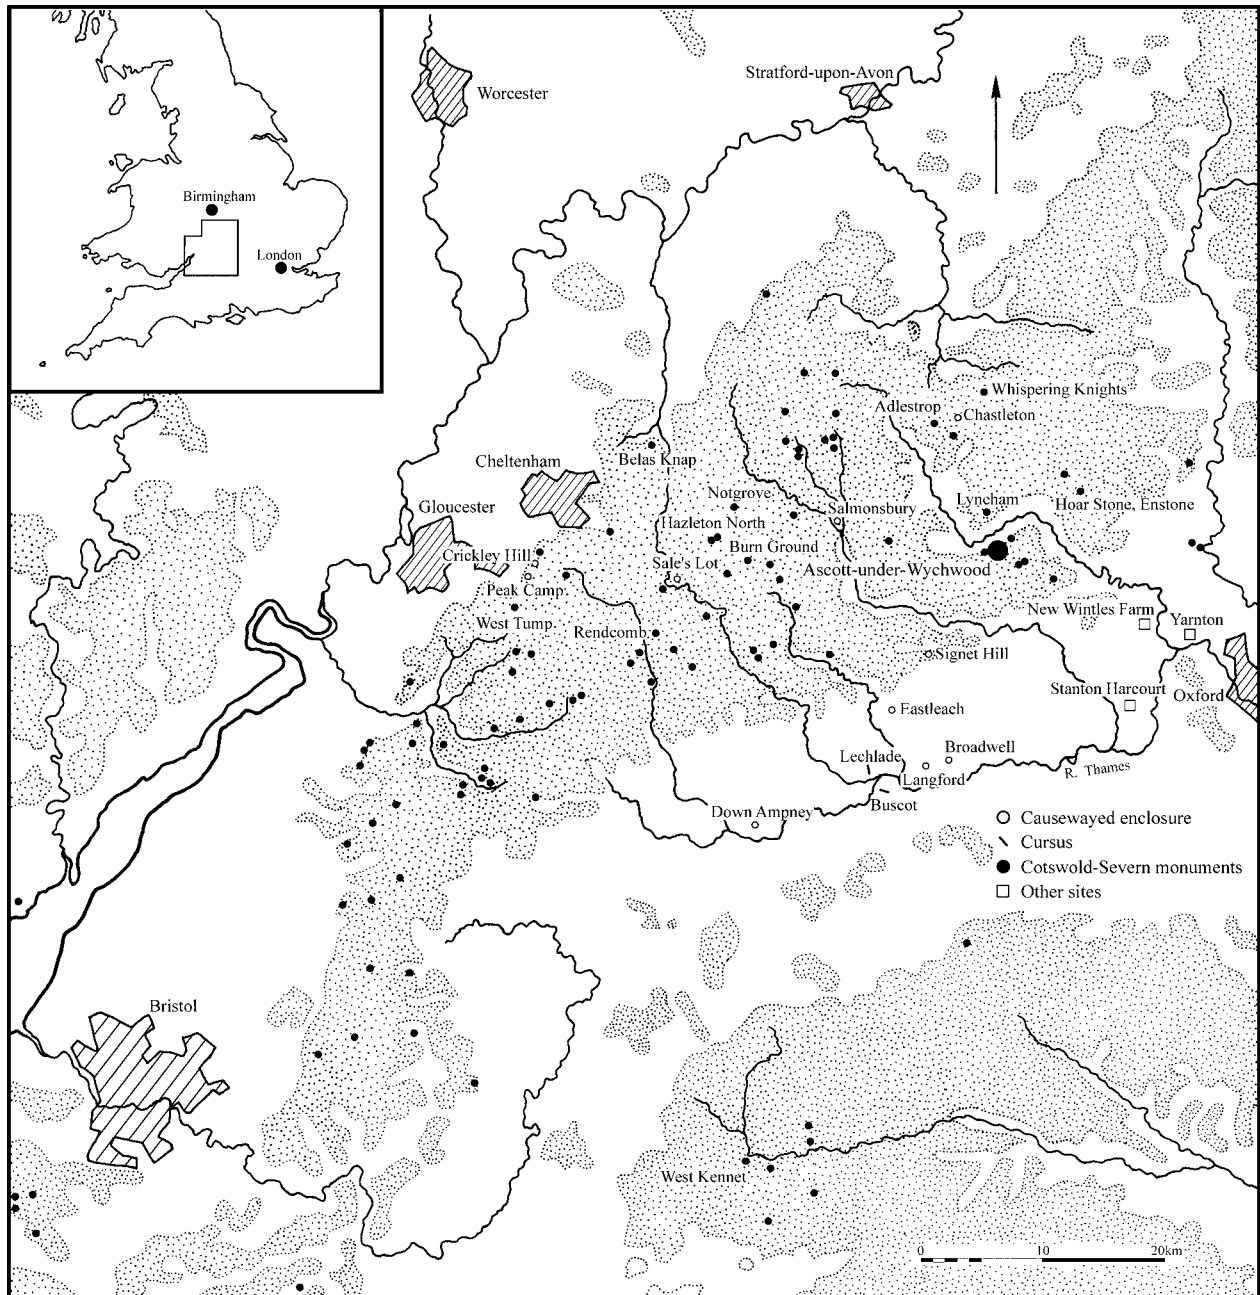 Birmingham
London
Worcester
Stratford-upon-Avon
Whispering Knights
Adlestrop
Chastleton
Belas Knap
Cheltenham
Notgrove
Salmonsbury
Lyncham
Hoar Stone, Enstone
Gloucester
Hazleton North
Crickley Hill
Burn Ground
Sale's Lot
Ascott-under-Wychwood
Peak Camp
New Wintles Farm
Yarnton
West Tump
Rendcomb
Signet Hill
Stanton Harcourt
Oxford
Eastleach
Lechlade
Broadwell
Langford
R. Thames
Buscot
Down Ampney
Causewayed enclosure
Cursus
Cotswold-Severn monuments
Other sites
Bristol
West Kennet
0 10 20km